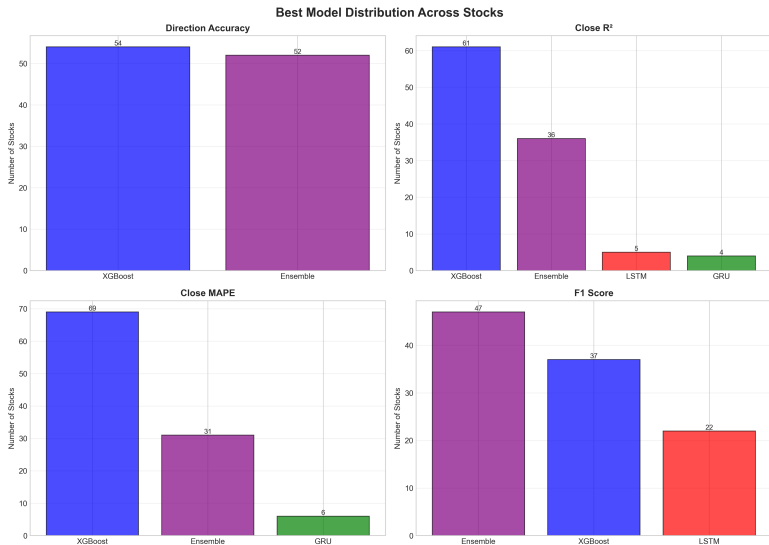 Best Model Distribution Across Stocks
Direction Accuracy
Number of Stocks
50
40
30
20
10
0
54
52
XGBoost
Ensemble
Close R²
Number of Stocks
60
50
40
30
20
10
0
61
36
5
4
XGBoost
Ensemble
LSTM
GRU
Close MAPE
Number of Stocks
70
60
50
40
30
20
10
0
69
31
6
XGBoost
Ensemble
GRU
F1 Score
Number of Stocks
40
30
20
10
0
47
37
22
Ensemble
XGBoost
LSTM